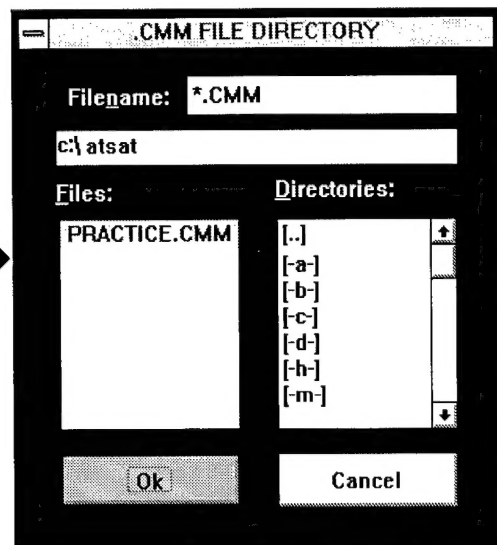 .CMM FILE DIRECTORY
Filename: *.CMM
c:\ atsat
Files:
Directories:
PRACTICE.CMM
[..]
[-a-]
[-b-]
[-c-]
[-d-]
[-h-]
[-m-]
Ok
Cancel